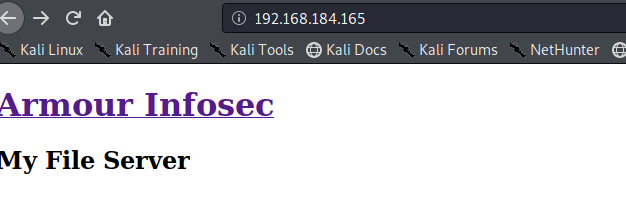 192.168.184.165
Kali Linux Kali Training Kali Tools Kali Docs Kali Forums NetHunter
Armour Infosec
My File Server